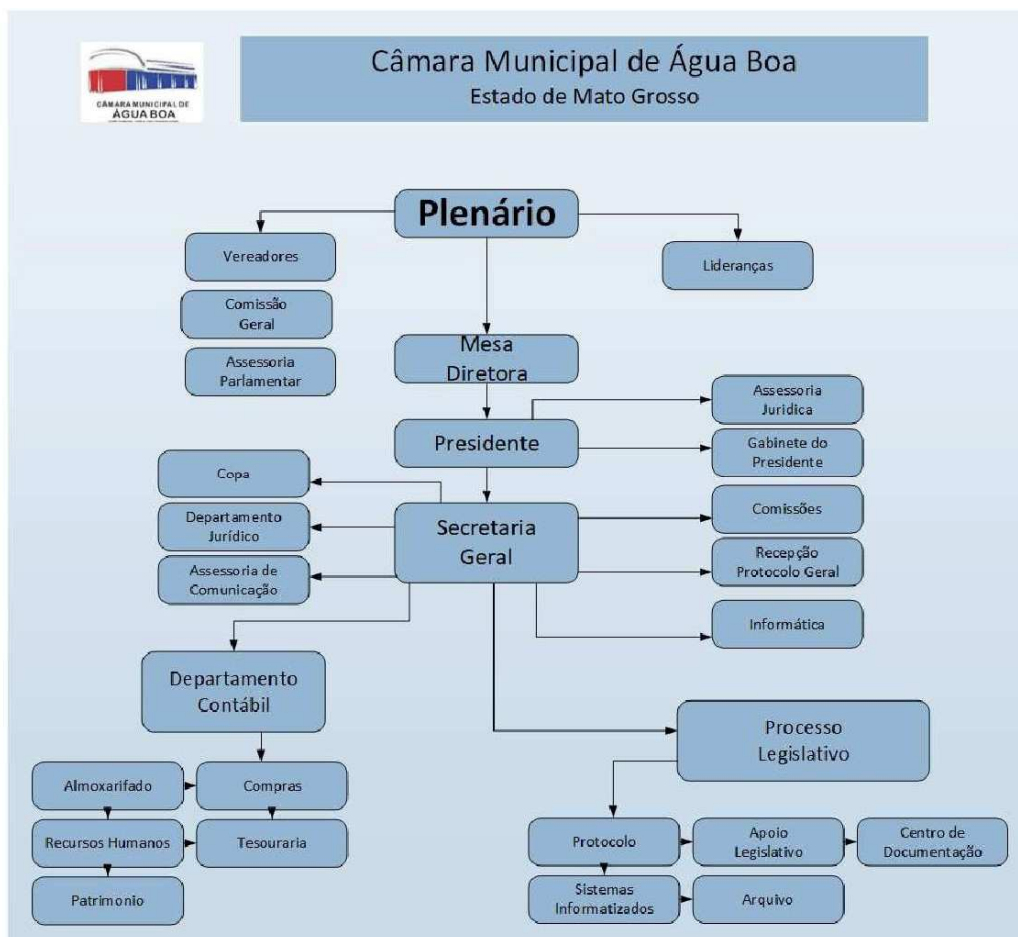 CÂMARA MUNICIPAL DE
ÁGUA BOA
Câmara Municipal de Água Boa
Estado de Mato Grosso
Plenário
Vereadores
Lideranças
Comissão
Geral
Assessoria
Parlamentar
Mesa
Diretora
Assessoria
Juridica
Presidente
Gabinete do
Presidente
Copa
Departamento
Jurídico
Assessoria de
Comunicação
Secretaria
Geral
Comissões
Recepção
Protocolo Geral
Informática
Departamento
Contábil
Processo
Legislativo
Almoxarifado
Compras
Recursos Humanos
Tesouraria
Patrimonio
Protocolo
Apoio
Legislativo
Centro de
Documentação
Sistemas
Informatizados
Arquivo